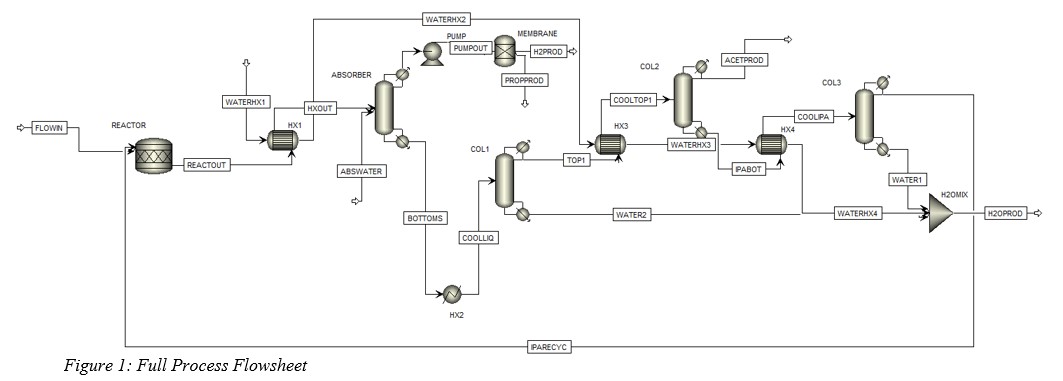 WATERHX2
PUMP
MEMBRANE
PUMPOUT
H2PROD
PROPPROD
ACETPROD
COL2
COL3
ABSORBER
WATERHX1
HXOUT
HX1
COOLTOP1
COOLIPA
HX3
HX4
FLOWIN
REACTOR
REACTOUT
COL1
TOP1
WATERHX3
IPABOT
ABSWATER
WATER1
H2OMIX
BOTTOMS
WATER2
WATERHX4
H2OPROD
COOLLIQ
HX2
IPARECYC
Figure 1: Full Process Flowsheet